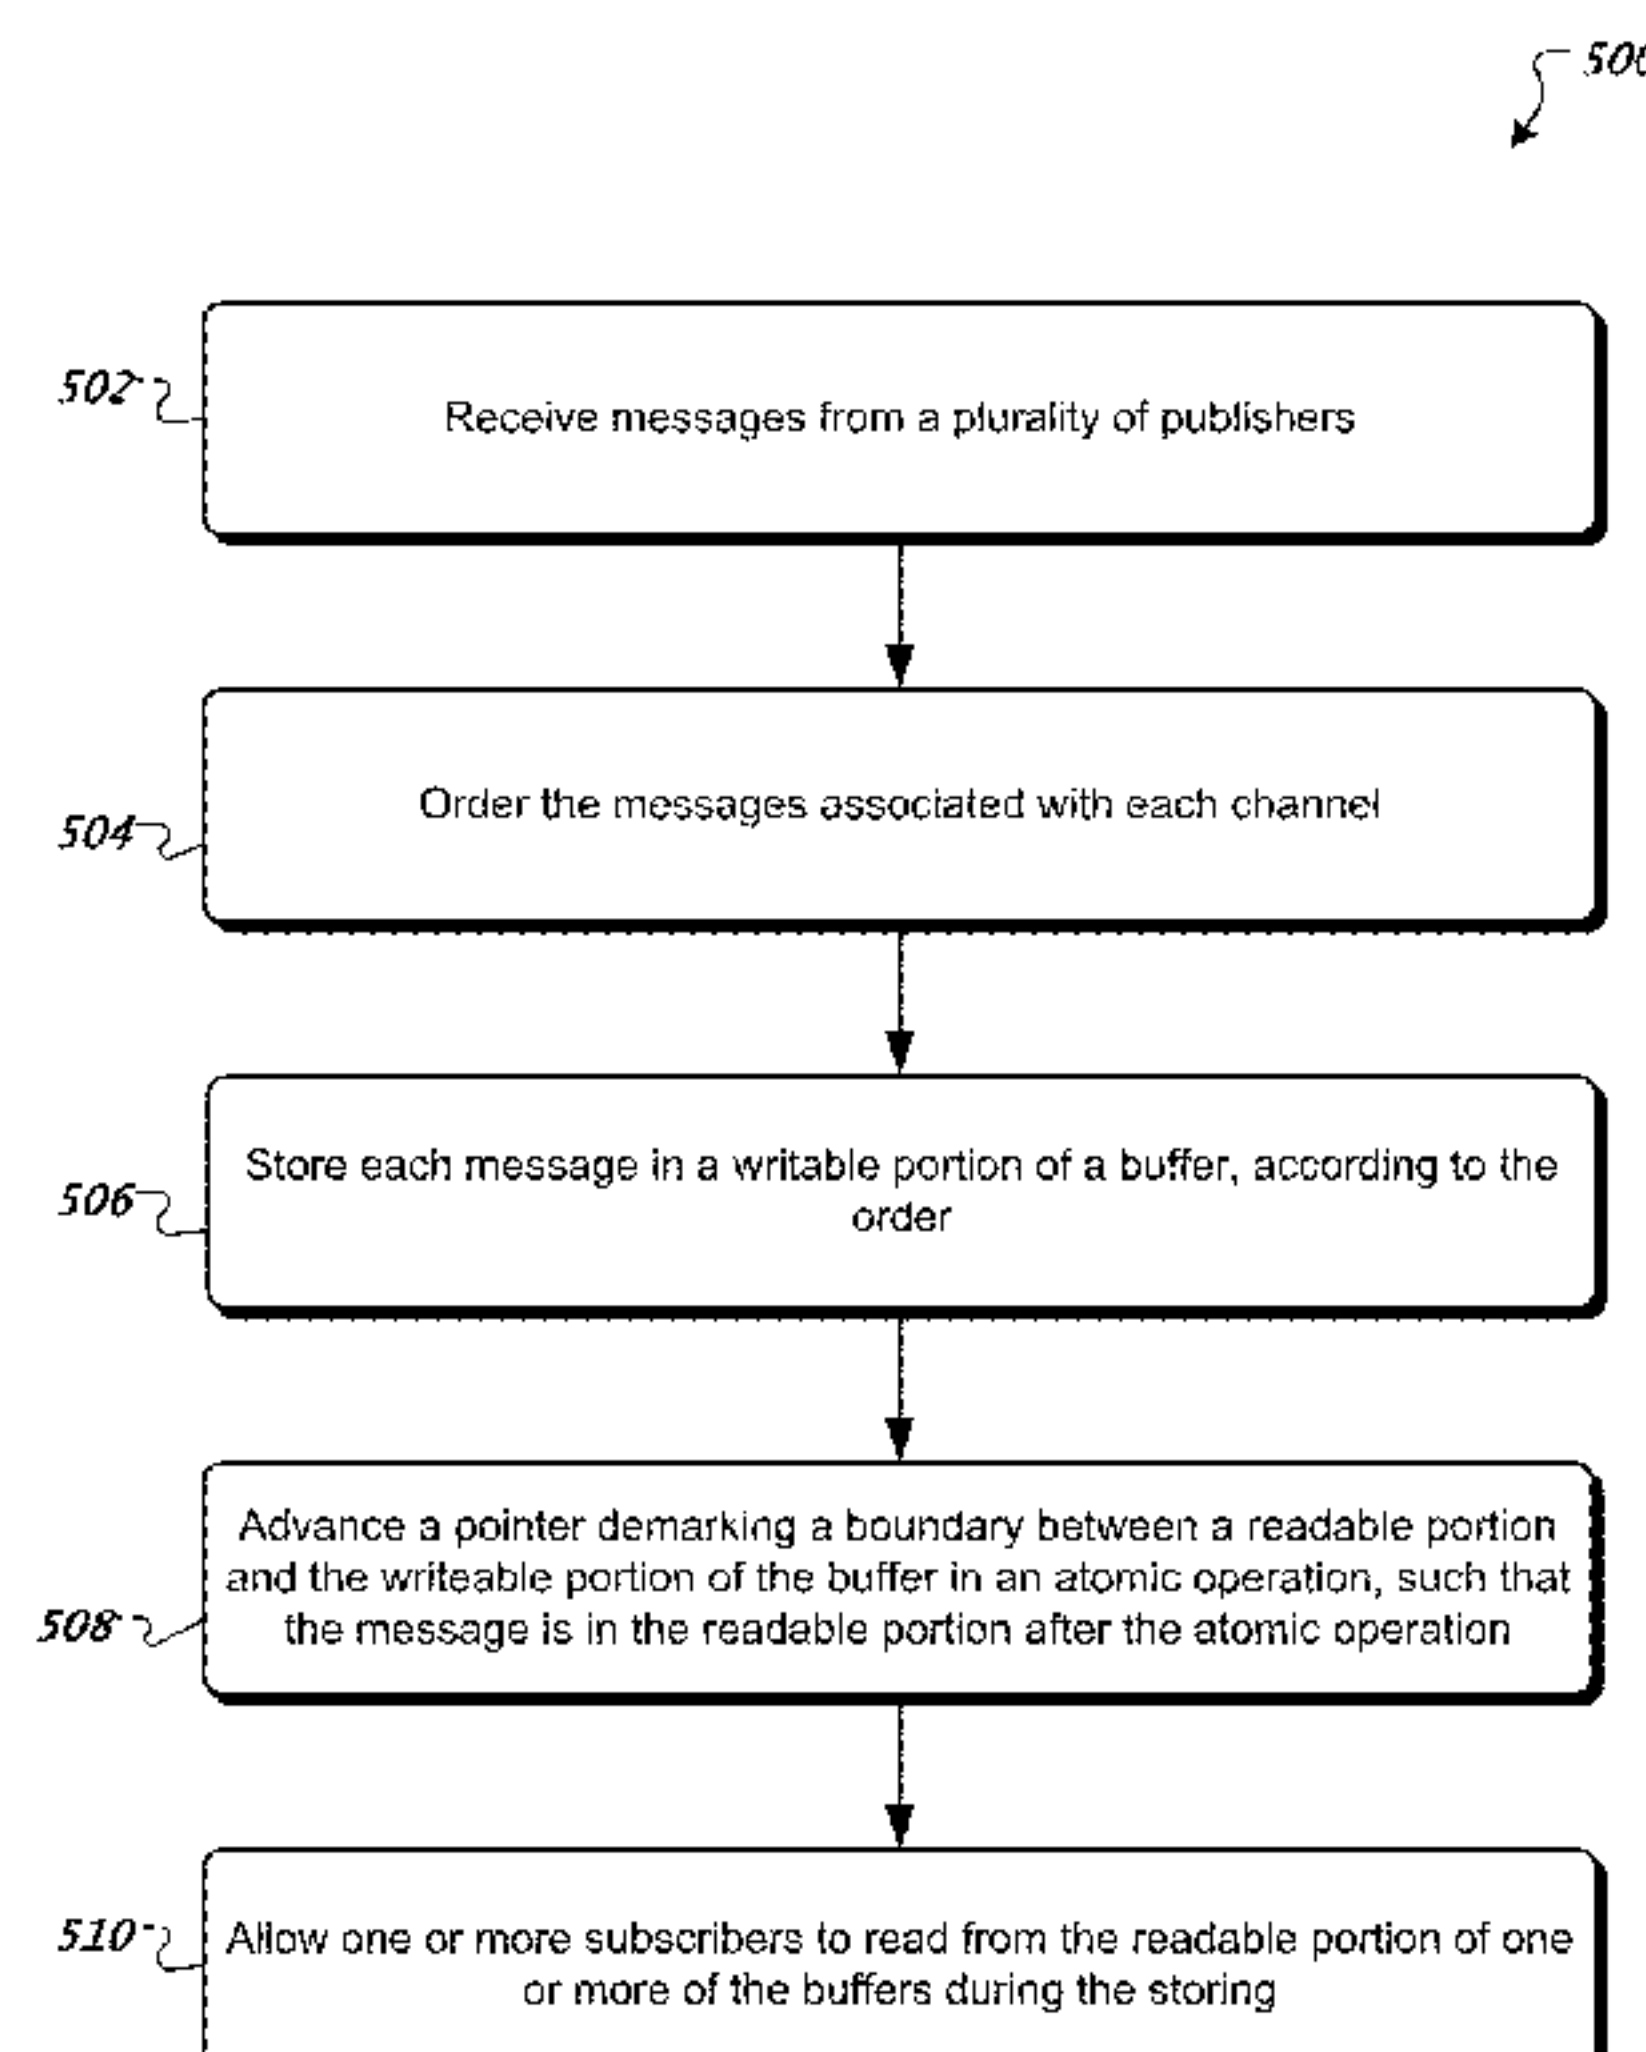 500
502
Receive messages from a plurality of publishers
504
Order the messages associated with each channel
506
Store each message in a writable portion of a buffer, according to the
order
508
Advance a pointer demarking a boundary between a readable portion
and the writeable portion of the buffer in an atomic operation, such that
the message is in the readable portion after the atomic operation
510
Allow one or more subscribers to read from the readable portion of one
or more of the buffers during the storing